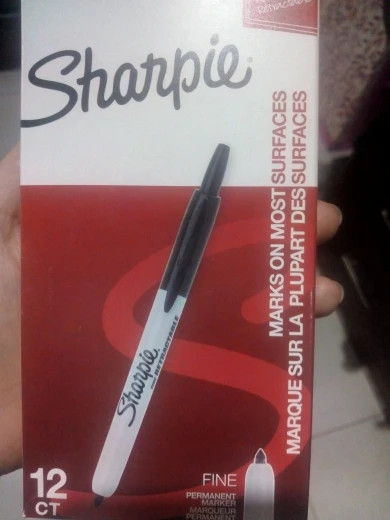 RETRACTABLE
Sharpie
MARKS ON MOST SURFACES
MARQUE SUR LA PLUPART DES SURFACES
Sharpie
RETRACTABLE
12
CT
FINE
PERMANENT
MARKER
MARQUEUR
PERMANENT